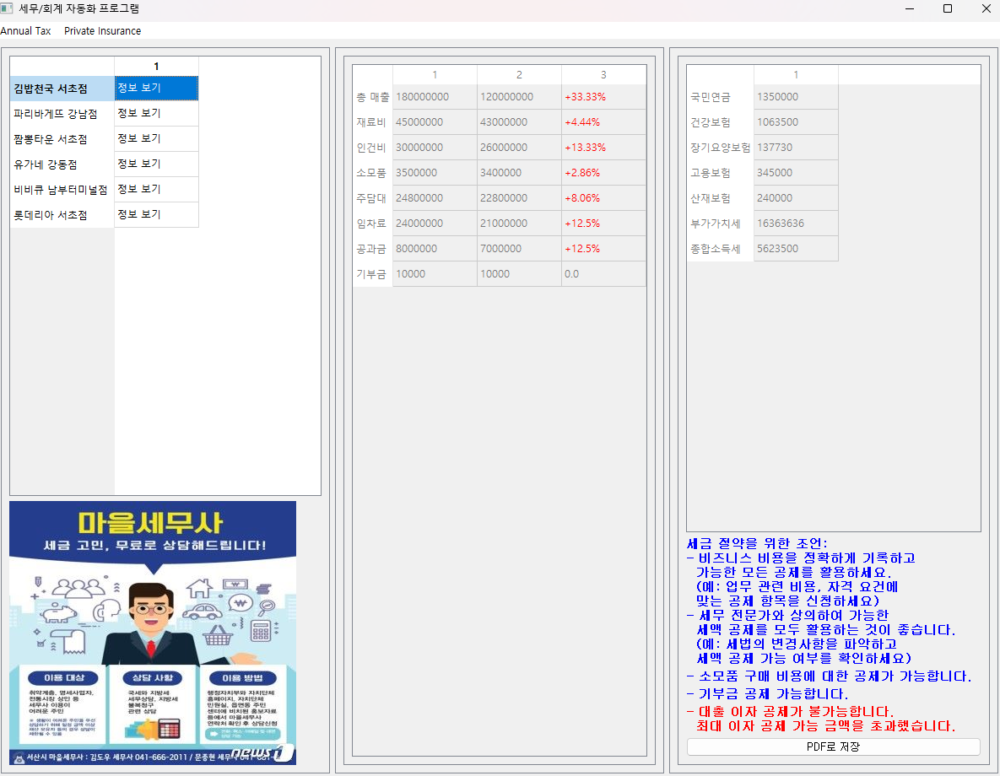 세무/회계 자동화 프로그램
Annual Tax Private Insurance
1
김밥천국 서초점 정보 보기
파리바게뜨 강남점 정보 보기
짬뽕타운 서초점 정보 보기
유가네 강동점 정보 보기
비비큐 남부터미널점 정보 보기
롯데리아 서초점 정보 보기
마을세무사
세금 고민, 무료로 상담해드립니다!
이용 대상
취약계층, 영세사업자,
전통시장 상인 등
세무사 이용이
어려운 주민
상담 사항
국세와 지방세
세무상담, 지방세
불복청구
관련 상담
이용 방법
행정자치부와 자치단체
홈페이지, 자치단체
민원실, 읍면동 주민
센터에 비치된 홍보자료
등에서 마을세무사
연락처 확인 후 상담신청
서산시 마을세무사 : 김도우 세무사 041-666-2011 / 문종현 세무사
news1
1 2 3
총 매출 180000000 120000000 +33.33%
재료비 45000000 43000000 +4.44%
인건비 30000000 26000000 +13.33%
소모품 3500000 3400000 +2.86%
주담대 24800000 22800000 +8.06%
임차료 24000000 21000000 +12.5%
공과금 8000000 7000000 +12.5%
기부금 10000 10000 0.0
1
국민연금 1350000
건강보험 1063500
장기요양보험 137730
고용보험 345000
산재보험 240000
부가가치세 16363636
종합소득세 5623500
세금 절약을 위한 조언:
- 비즈니스 비용을 정확하게 기록하고
가능한 모든 공제를 활용하세요.
(예: 업무 관련 비용, 자격 요건에
맞는 공제 항목을 신청하세요)
- 세무 전문가와 상의하여 가능한
세액 공제를 모두 활용하는 것이 좋습니다.
(예: 세법의 변경사항을 파악하고
세액 공제 가능 여부를 확인하세요)
- 소모품 구매 비용에 대한 공제가 가능합니다.
- 기부금 공제 가능합니다.
- 대출 이자 공제가 불가능합니다.
최대 이자 공제 가능 금액을 초과했습니다.
PDF로 저장